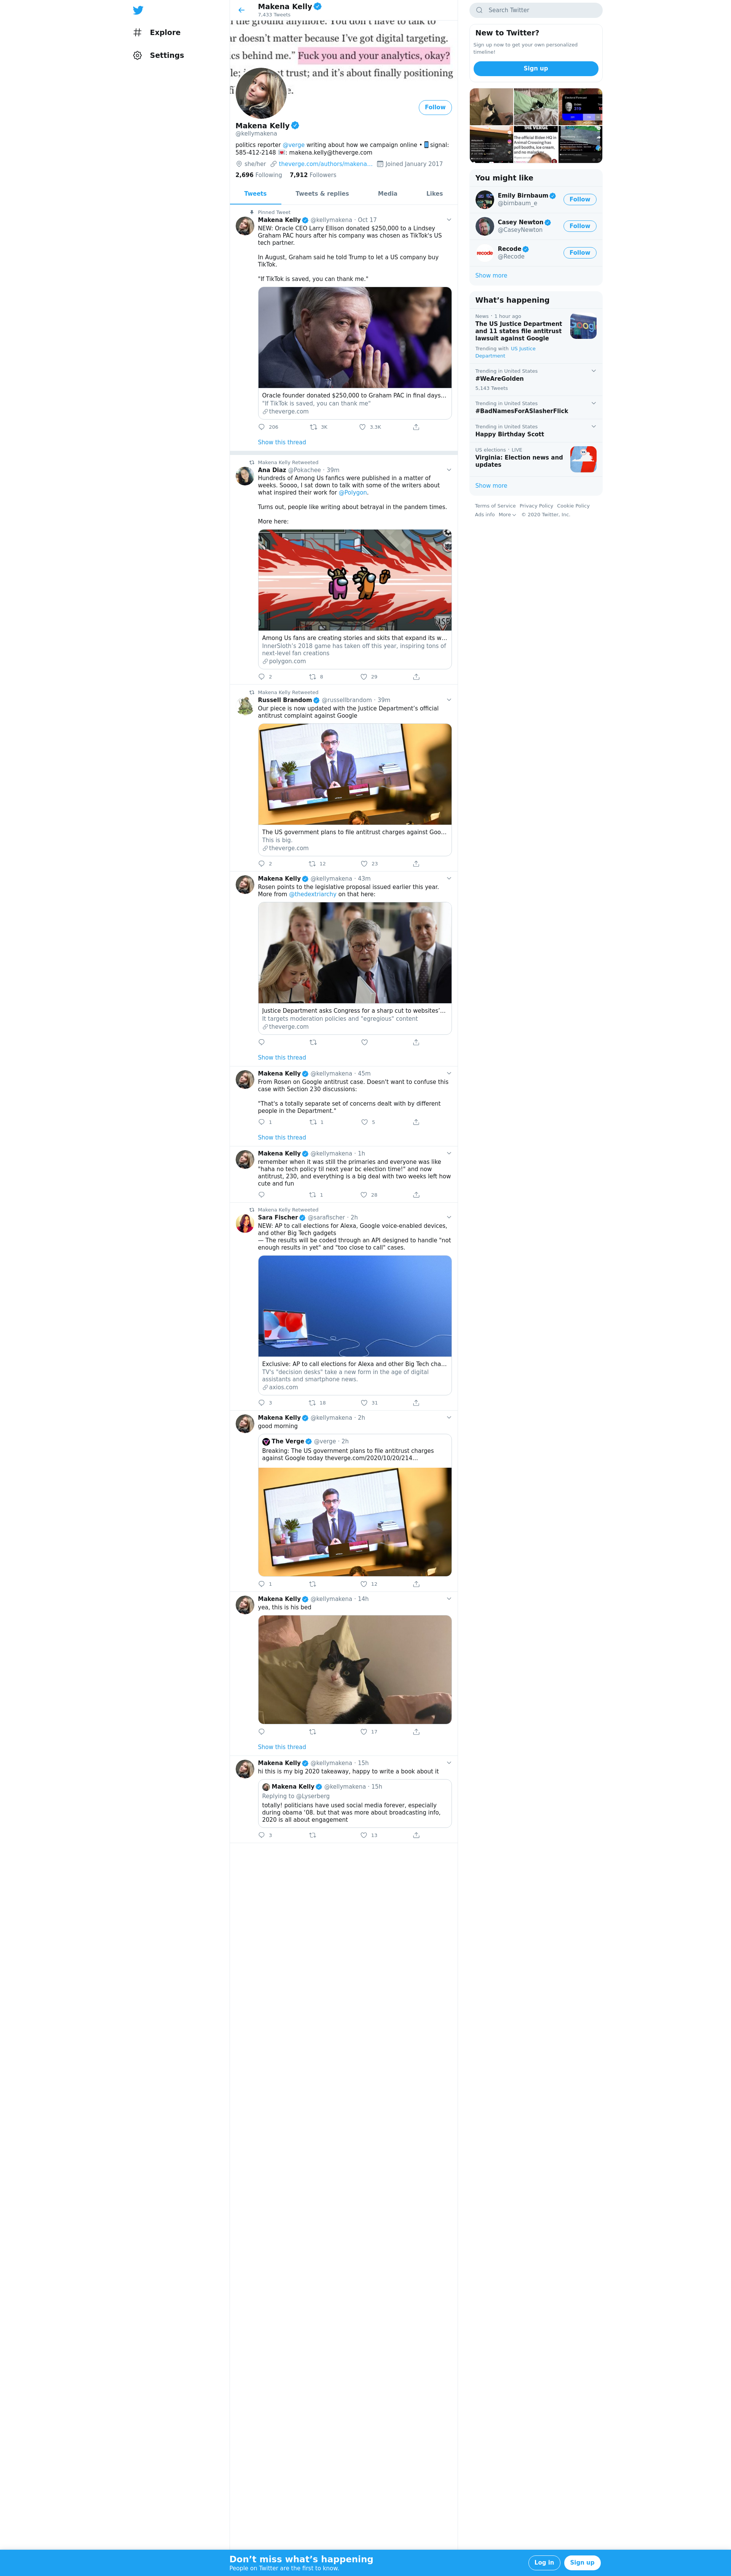 Explore
Settings
Makena Kelly
7,433 Tweets
the ground anymore. You don't have to talk to
doesn't matter because I've got digital targeting.
behind me.” Fuck you and your analytics, okay?
trust; and it's about finally positioning
Follow
Makena Kelly
@kellymakena
politics reporter @verge writing about how we campaign online • 📱signal:
585-412-2148 💌: makena.kelly@theverge.com
she/her theverge.com/authors/makena… Joined January 2017
2,696 Following 7,912 Followers
Tweets Tweets & replies Media Likes
Pinned Tweet
Makena Kelly @kellymakena · Oct 17
NEW: Oracle CEO Larry Ellison donated $250,000 to a Lindsey
Graham PAC hours after his company was chosen as TikTok's US
tech partner.
In August, Graham said he told Trump to let a US company buy
TikTok.
"If TikTok is saved, you can thank me."
Oracle founder donated $250,000 to Graham PAC in final days…
“If TikTok is saved, you can thank me”
theverge.com
206 3K 3.3K
Show this thread
Makena Kelly Retweeted
Ana Diaz @Pokachee · 39m
Hundreds of Among Us fanfics were published in a matter of
weeks. Soooo, I sat down to talk with some of the writers about
what inspired their work for @Polygon.
Turns out, people like writing about betrayal in the pandem times.
More here:
Among Us fans are creating stories and skits that expand its w…
InnerSloth's 2018 game has taken off this year, inspiring tons of
next-level fan creations
polygon.com
2 8 29
Makena Kelly Retweeted
Russell Brandom @russellbrandom · 39m
Our piece is now updated with the Justice Department's official
antitrust complaint against Google
The US government plans to file antitrust charges against Goo…
This is big.
theverge.com
2 12 23
Makena Kelly @kellymakena · 43m
Rosen points to the legislative proposal issued earlier this year.
More from @thedextriarchy on that here:
Justice Department asks Congress for a sharp cut to websites'…
It targets moderation policies and "egregious" content
theverge.com
Show this thread
Makena Kelly @kellymakena · 45m
From Rosen on Google antitrust case. Doesn't want to confuse this
case with Section 230 discussions:
"That's a totally separate set of concerns dealt with by different
people in the Department."
1 1 5
Show this thread
Makena Kelly @kellymakena · 1h
remember when it was still the primaries and everyone was like
"haha no tech policy til next year bc election time!" and now
antitrust, 230, and everything is a big deal with two weeks left how
cute and fun
1 28
Makena Kelly Retweeted
Sara Fischer @sarafischer · 2h
NEW: AP to call elections for Alexa, Google voice-enabled devices,
and other Big Tech gadgets
— The results will be coded through an API designed to handle "not
enough results in yet" and "too close to call" cases.
Exclusive: AP to call elections for Alexa and other Big Tech cha…
TV's "decision desks" take a new form in the age of digital
assistants and smartphone news.
axios.com
3 18 31
Makena Kelly @kellymakena · 2h
good morning
The Verge @verge · 2h
Breaking: The US government plans to file antitrust charges
against Google today theverge.com/2020/10/20/214…
1 12
Makena Kelly @kellymakena · 14h
yea, this is his bed
17
Show this thread
Makena Kelly @kellymakena · 15h
hi this is my big 2020 takeaway, happy to write a book about it
Makena Kelly @kellymakena · 15h
Replying to @Lyserberg
totally! politicians have used social media forever, especially
during obama '08. but that was more about broadcasting info,
2020 is all about engagement
3 13
Search Twitter
New to Twitter?
Sign up now to get your own personalized
timeline!
Sign up
You might like
Emily Birnbaum
@birnbaum_e
Follow
Casey Newton
@CaseyNewton
Follow
recode
Recode
@Recode
Follow
Show more
What's happening
News · 1 hour ago
The US Justice Department
and 11 states file antitrust
lawsuit against Google
Trending with US Justice
Department
Trending in United States
#WeAreGolden
5,143 Tweets
Trending in United States
#BadNamesForASlasherFlick
Trending in United States
Happy Birthday Scott
US elections · LIVE
Virginia: Election news and
updates
Show more
Terms of Service Privacy Policy Cookie Policy
Ads info More © 2020 Twitter, Inc.
Don't miss what's happening
People on Twitter are the first to know.
Log in
Sign up